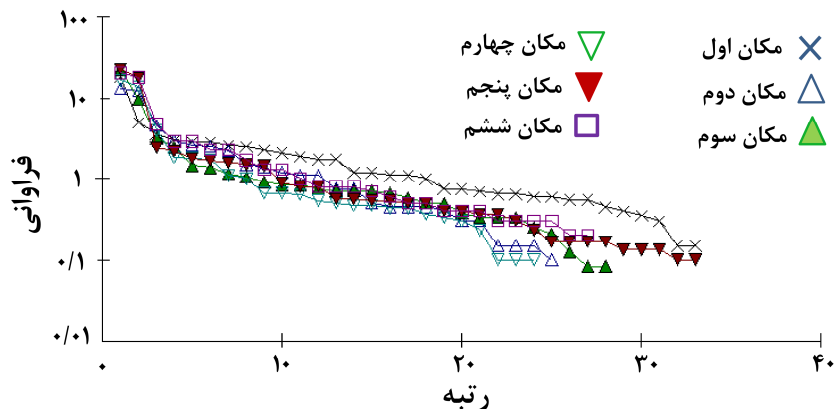 ۱۰۰
۱۰
۱
۰/۱
۰/۰۱
فراوانی
۰
۱۰
۲۰
۳۰
۴۰
رتبه
مکان اول
مکان دوم
مکان سوم
مکان چهارم
مکان پنجم
مکان ششم